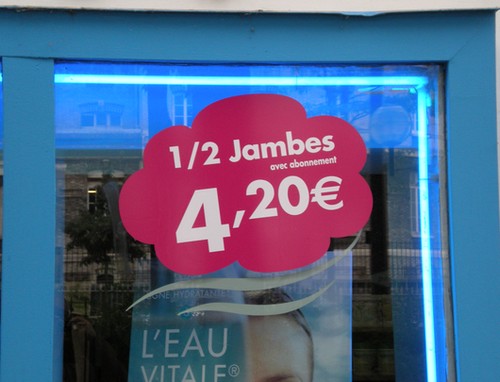 1/2 Jambes
avec abonnement
4,20€
L'EAU
VITALE®